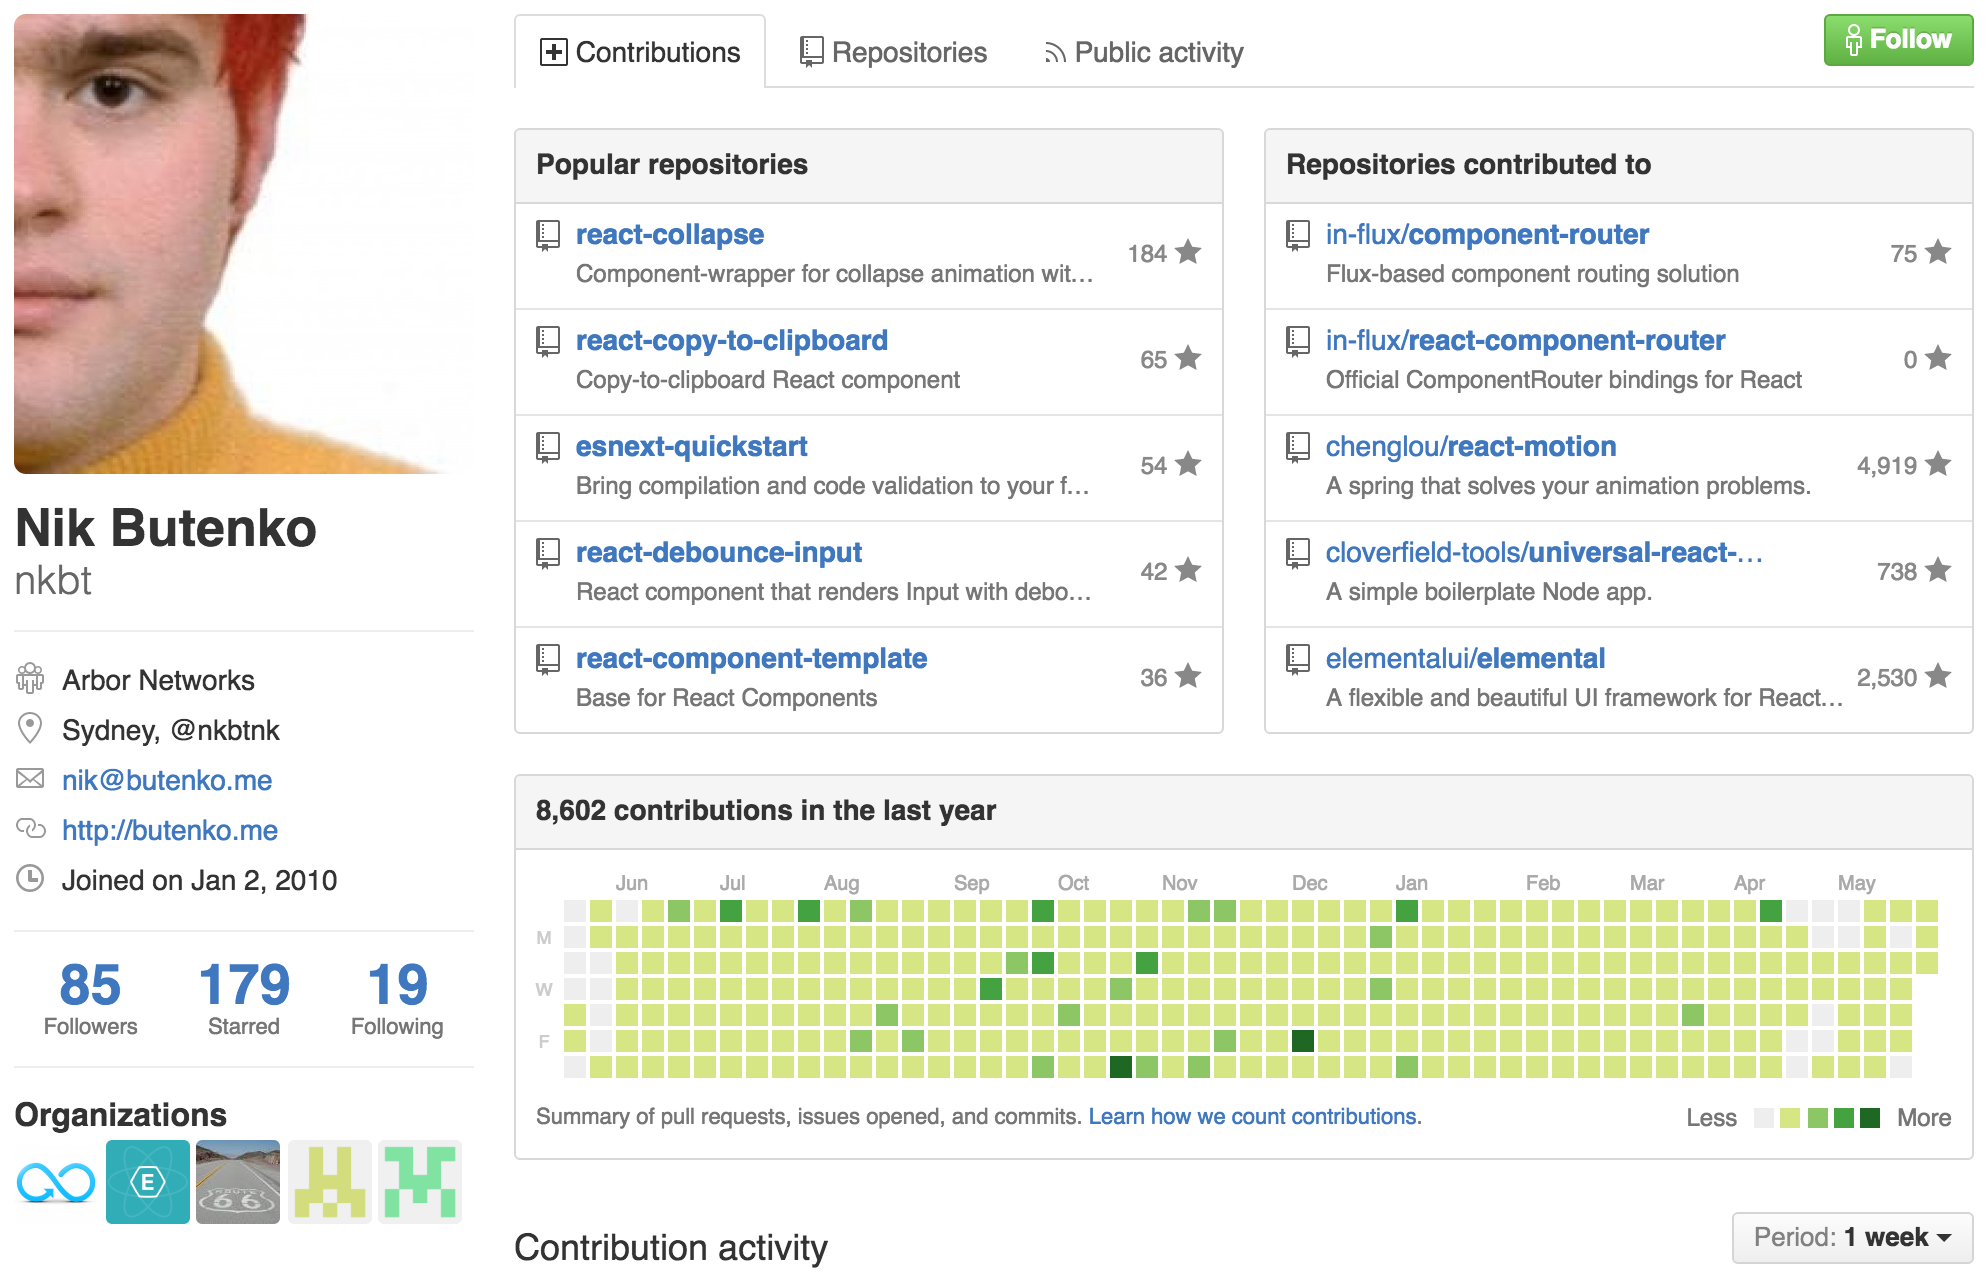 Contributions
Repositories
Public activity
Follow
Nik Butenko
nkbt
Arbor Networks
Sydney, @nkbtnk
nik@butenko.me
http://butenko.me
Joined on Jan 2, 2010
85 179 19
Followers Starred Following
Organizations
E
ROUTE
66
Popular repositories
react-collapse
184
Component-wrapper for collapse animation wit…
react-copy-to-clipboard
65
Copy-to-clipboard React component
esnext-quickstart
54
Bring compilation and code validation to your f…
react-debounce-input
42
React component that renders Input with debo…
react-component-template
36
Base for React Components
Repositories contributed to
in-flux/component-router
75
Flux-based component routing solution
in-flux/react-component-router
0
Official ComponentRouter bindings for React
chenglou/react-motion
4,919
A spring that solves your animation problems.
cloverfield-tools/universal-react-…
738
A simple boilerplate Node app.
elementalui/elemental
2,530
A flexible and beautiful UI framework for React…
8,602 contributions in the last year
Jun Jul Aug Sep Oct Nov Dec Jan Feb Mar Apr May
M
W
F
Summary of pull requests, issues opened, and commits. Learn how we count contributions.
Less More
Contribution activity
Period: 1 week